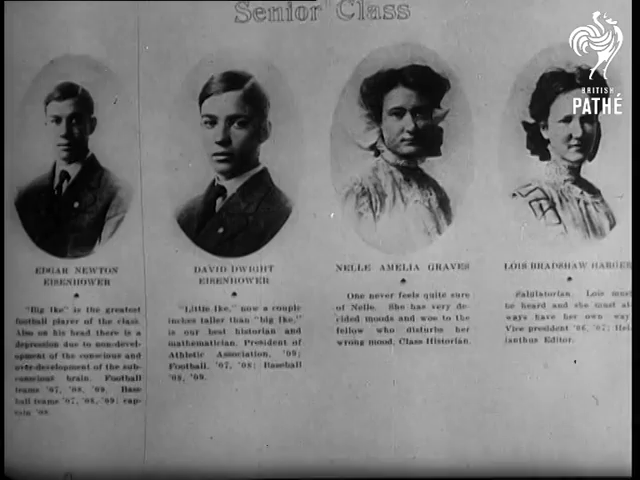 Senior Class
BRITISH
PATHÉ
EDGAR NEWTON
EISENHOWER
"Big Ike" is the greatest
football player of the class.
Also on his head there is a
depression due to non-devel-
opment of the conscious and
over-development of the sub-
conscious brain. Football
teams '07, '08, '09. Base-
ball teams '07, '08, '09; cap-
tain '08.
DAVID DWIGHT
EISENHOWER
"Little Ike," now a couple
inches taller than "big Ike,"
is our best historian and
mathematician. President of
Athletic Association, '09;
Football, '07, '08; Baseball
'08, '09.
NELLE AMELIA GRAVES
One never feels quite sure
of Nelle. She has very de-
cided moods and woe to the
fellow who disturbs her
wrong mood. Class Historian.
LOIS BRADSHAW HARGER
Salutatorian. Lois must
be heard and she must al-
ways have her own way.
Vice president '06, '07; Hel-
ianthus Editor.